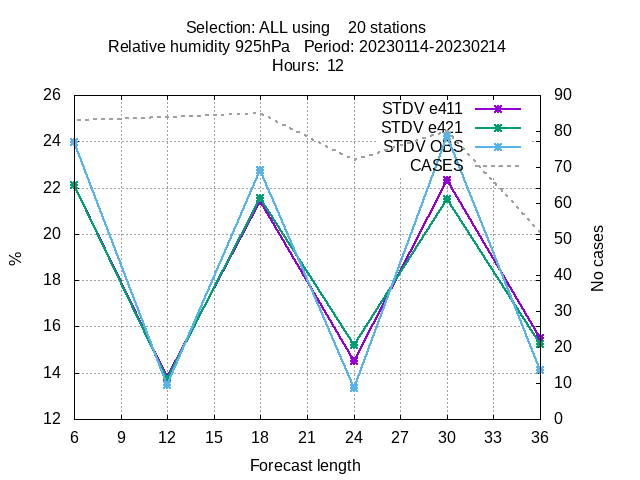 Selection: ALL using    20 stations
Relative humidity 925hPa   Period: 20230114-20230214
Hours:  12
26
24
22
20
18
16
14
12
%
90
80
70
60
50
40
30
20
10
0
No cases
STDV e411
STDV e421
STDV OBS
CASES
6 9 12 15 18 21 24 27 30 33 36
Forecast length